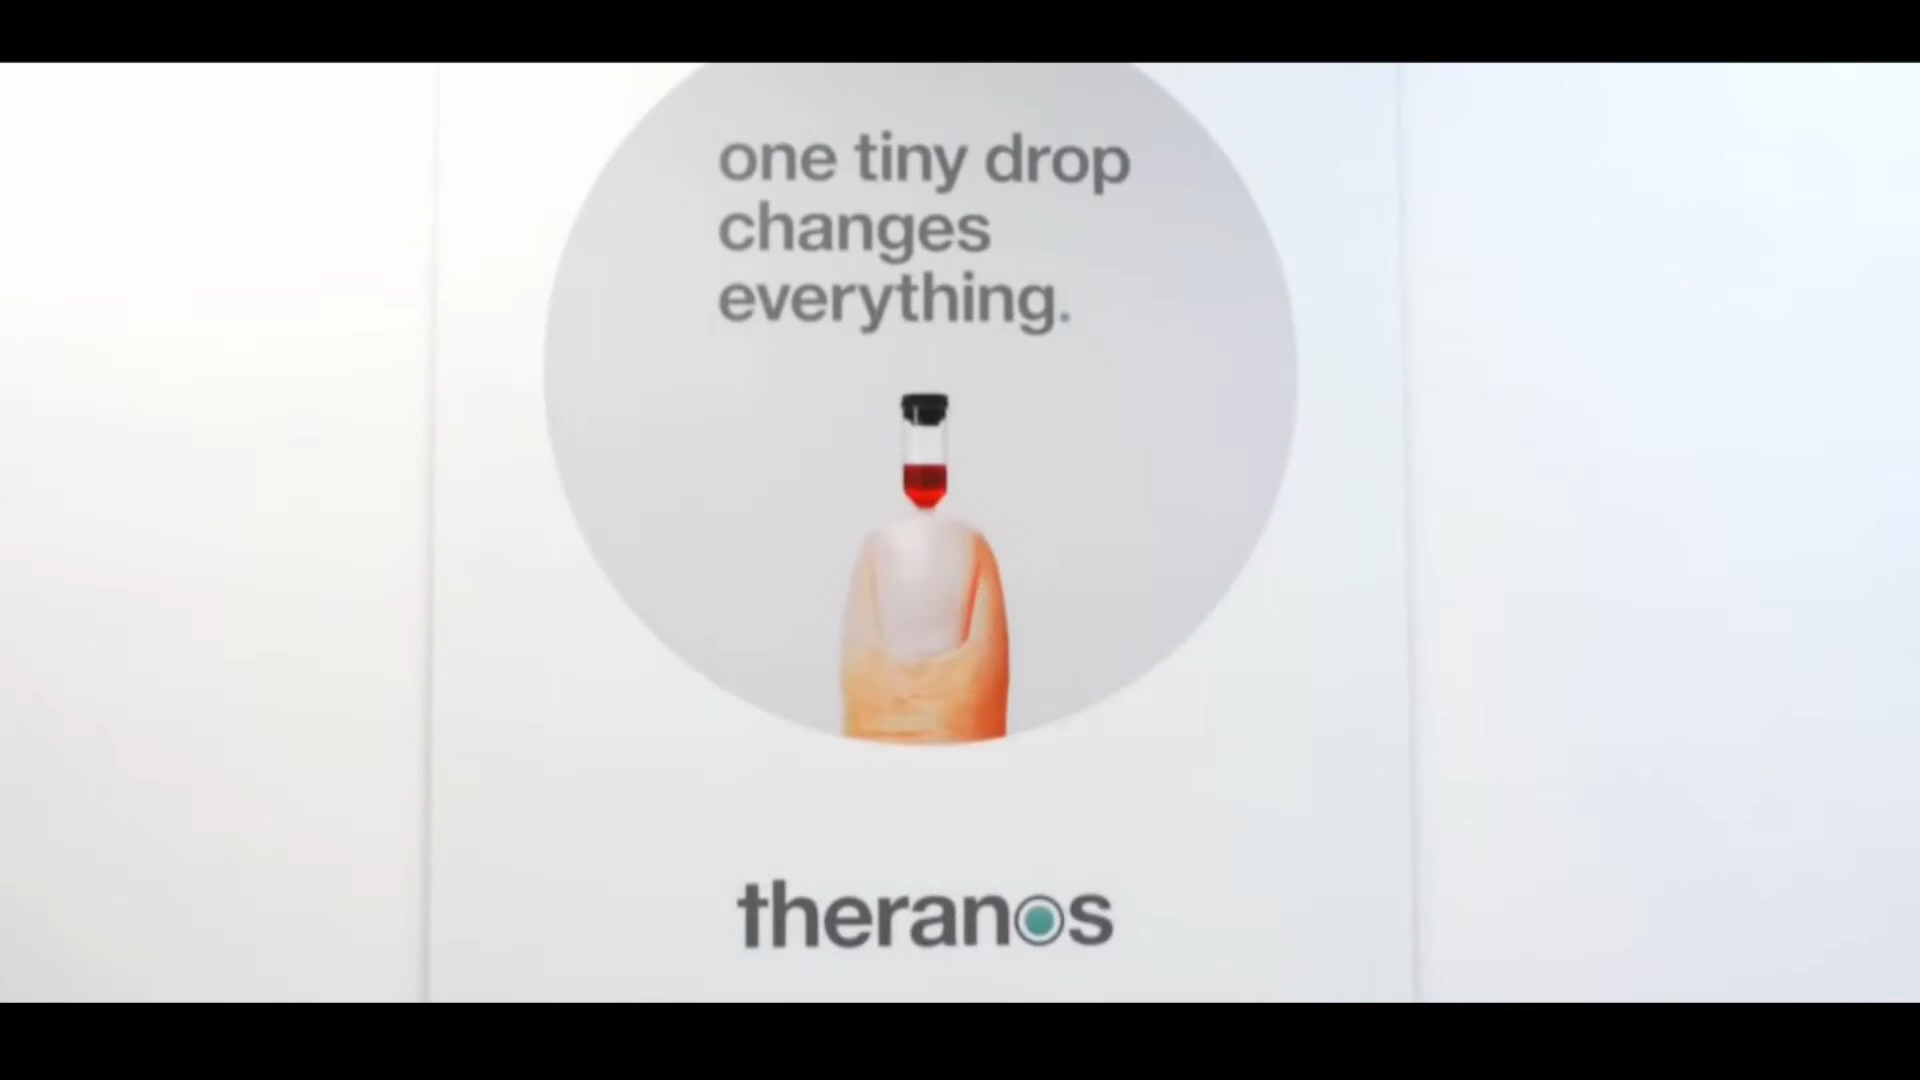 one tiny drop
changes
everything.
theranos